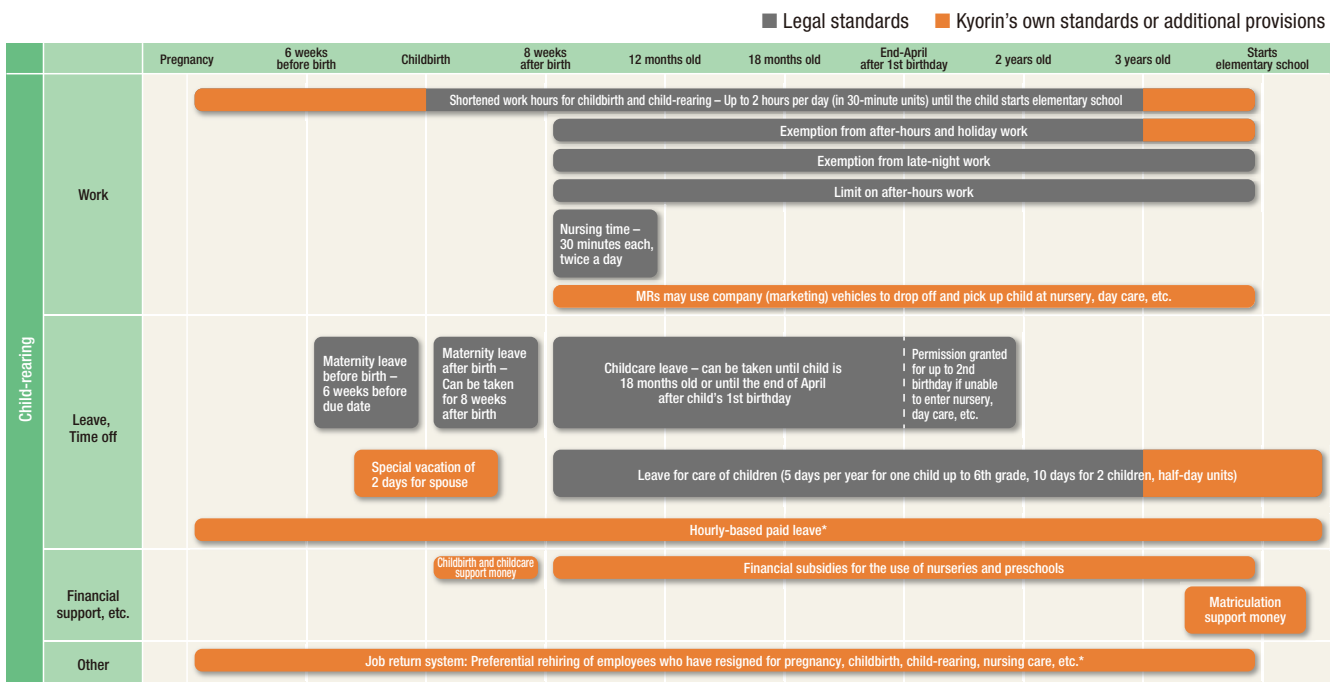 Legal standards
Kyorin’s own standards or additional provisions
Pregnancy
6 weeks
before birth
Childbirth
8 weeks
after birth
12 months old
18 months old
End-April
after 1st birthday
2 years old
3 years old
Starts
elementary school
Child-rearing
Work
Shortened work hours for childbirth and child-rearing – Up to 2 hours per day (in 30-minute units) until the child starts elementary school
Exemption from after-hours and holiday work
Exemption from late-night work
Limit on after-hours work
Nursing time –
30 minutes each,
twice a day
MRs may use company (marketing) vehicles to drop off and pick up child at nursery, day care, etc.
Leave,
Time off
Maternity leave
before birth –
6 weeks before
due date
Maternity leave
after birth –
Can be taken
for 8 weeks
after birth
Childcare leave – can be taken until child is
18 months old or until the end of April
after child’s 1st birthday
Permission granted
for up to 2nd
birthday if unable
to enter nursery,
day care, etc.
Special vacation of
2 days for spouse
Leave for care of children (5 days per year for one child up to 6th grade, 10 days for 2 children, half-day units)
Hourly-based paid leave*
Financial
support, etc.
Childbirth and childcare
support money
Financial subsidies for the use of nurseries and preschools
Matriculation
support money
Other
Job return system: Preferential rehiring of employees who have resigned for pregnancy, childbirth, child-rearing, nursing care, etc.*